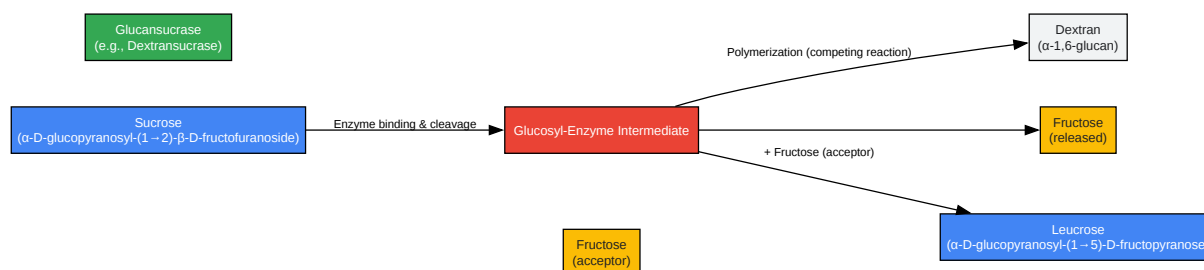 Glucansucrase
(e.g., Dextransucrase)
Sucrose
(α-D-glucopyranosyl-(1→2)-β-D-fructofuranoside)
Enzyme binding & cleavage
Glucosyl-Enzyme Intermediate
Polymerization (competing reaction)
Dextran
(α-1,6-glucan)
Fructose
(released)
+ Fructose (acceptor)
Leucrose
(α-D-glucopyranosyl-(1→5)-D-fructopyranose
Fructose
(acceptor)